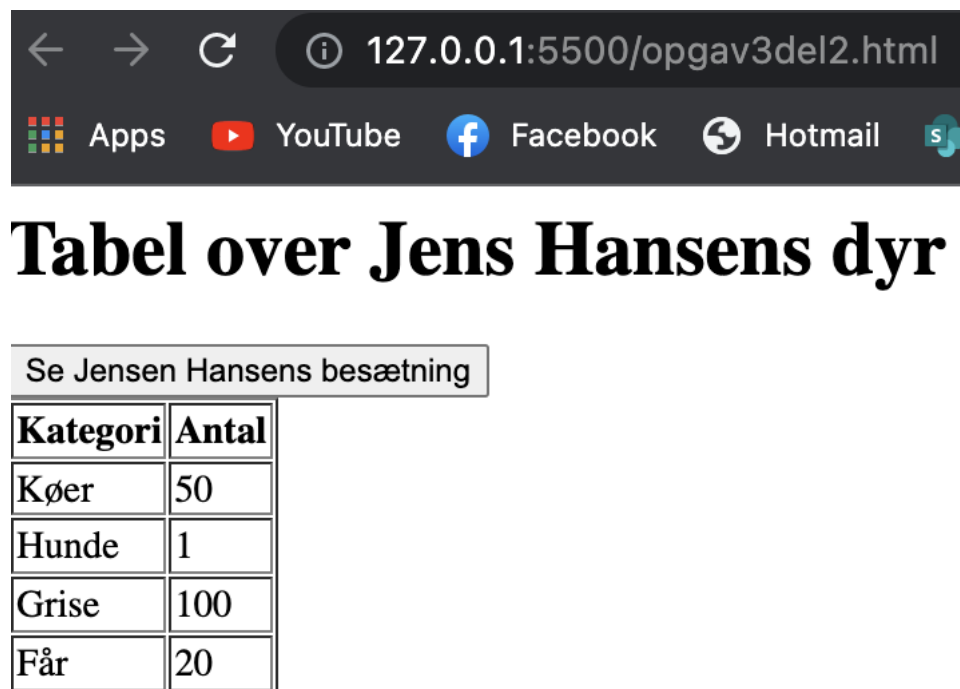 127.0.0.1:5500/opgav3del2.html
Apps YouTube Facebook Hotmail S
Tabel over Jens Hansens dyr
Se Jensen Hansens besætning
Kategori Antal
Køer 50
Hunde 1
Grise 100
Får 20